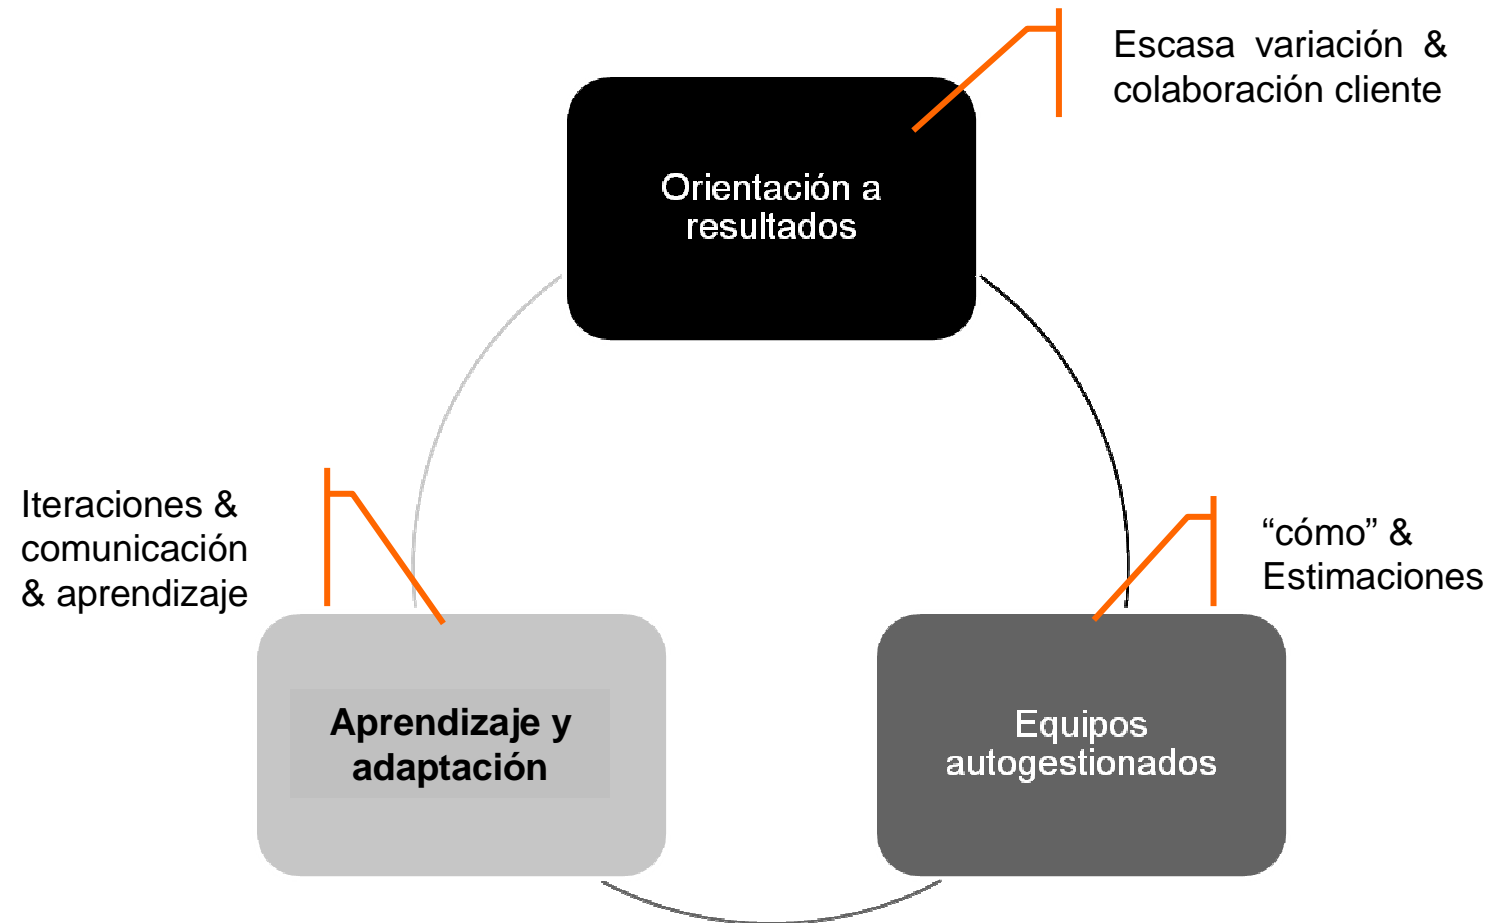 Escasa variación &
colaboración cliente
Orientación a
resultados
Iteraciones &
comunicación
& aprendizaje
“cómo” &
Estimaciones
Aprendizaje y
adaptación
Equipos
autogestionados